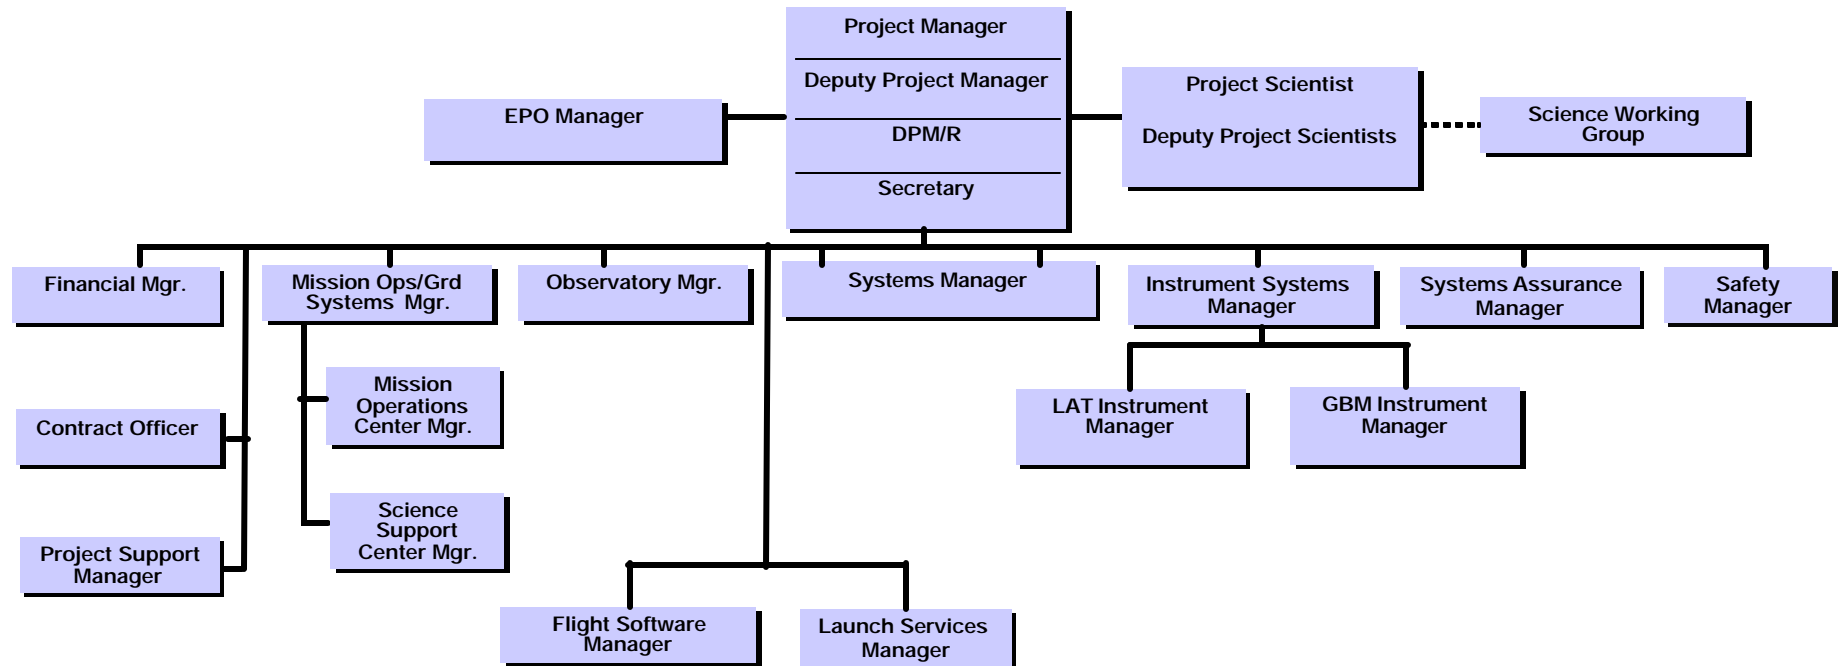 Project Manager
Deputy Project Manager
DPM/R
Secretary
EPO Manager
Project Scientist
Deputy Project Scientists
Science Working
Group
Financial Mgr.
Mission Ops/Grd
Systems Mgr.
Observatory Mgr.
Systems Manager
Instrument Systems
Manager
Systems Assurance
Manager
Safety
Manager
Mission
Operations
Center Mgr.
LAT Instrument
Manager
GBM Instrument
Manager
Contract Officer
Science
Support
Center Mgr.
Project Support
Manager
Flight Software
Manager
Launch Services
Manager